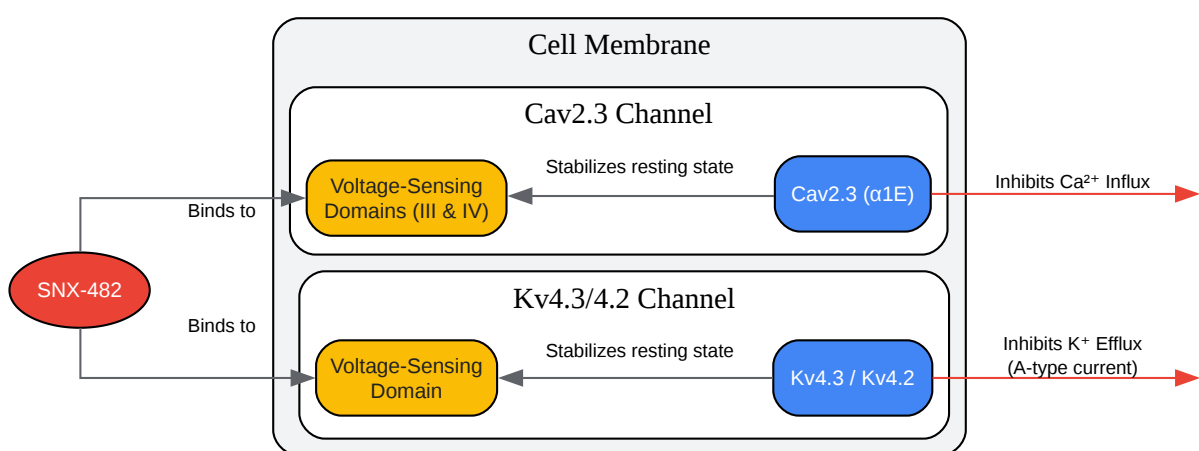 Cell Membrane
Cav2.3 Channel
Voltage-Sensing
Domains (III & IV)
Stabilizes resting state
Cav2.3 (α1E)
Inhibits Ca²⁺ Influx
Binds to
SNX-482
Kv4.3/4.2 Channel
Binds to
Voltage-Sensing
Domain
Stabilizes resting state
Kv4.3 / Kv4.2
Inhibits K⁺ Efflux
(A-type current)